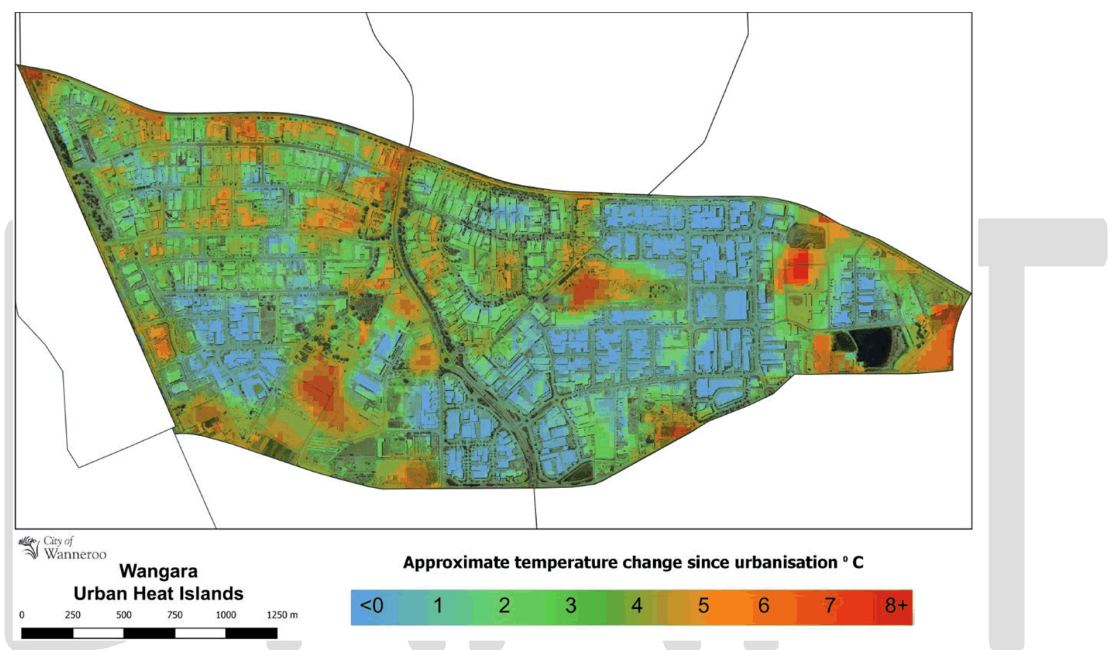 City of
Wanneroo
Wangara
Urban Heat Islands
0 250 500 750 1000 1250 m
Approximate temperature change since urbanisation ⁰ C
<0 1 2 3 4 5 6 7 8+